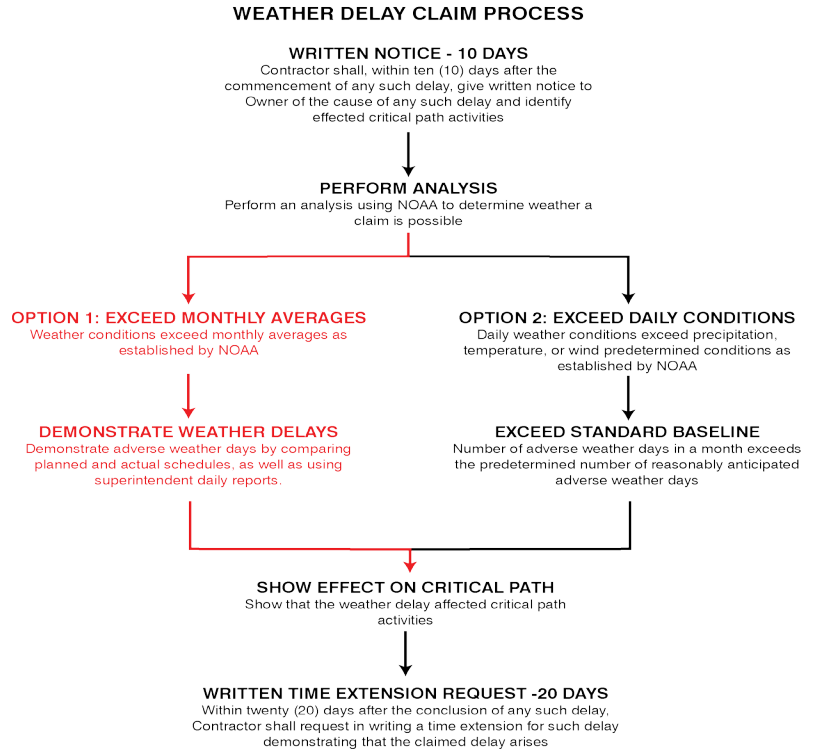 WEATHER DELAY CLAIM PROCESS
WRITTEN NOTICE - 10 DAYS
Contractor shall, within ten (10) days after the
commencement of any such delay, give written notice to
Owner of the cause of any such delay and identify
effected critical path activities
PERFORM ANALYSIS
Perform an analysis using NOAA to determine weather a
claim is possible
OPTION 1: EXCEED MONTHLY AVERAGES
Weather conditions exceed monthly averages as
established by NOAA
DEMONSTRATE WEATHER DELAYS
Demonstrate adverse weather days by comparing
planned and actual schedules, as well as using
superintendent daily reports.
OPTION 2: EXCEED DAILY CONDITIONS
Daily weather conditions exceed precipitation,
temperature, or wind predetermined conditions as
established by NOAA
EXCEED STANDARD BASELINE
Number of adverse weather days in a month exceeds
the predetermined number of reasonably anticipated
adverse weather days
SHOW EFFECT ON CRITICAL PATH
Show that the weather delay affected critical path
activities
WRITTEN TIME EXTENSION REQUEST -20 DAYS
Within twenty (20) days after the conclusion of any such delay,
Contractor shall request in writing a time extension for such delay
demonstrating that the claimed delay arises